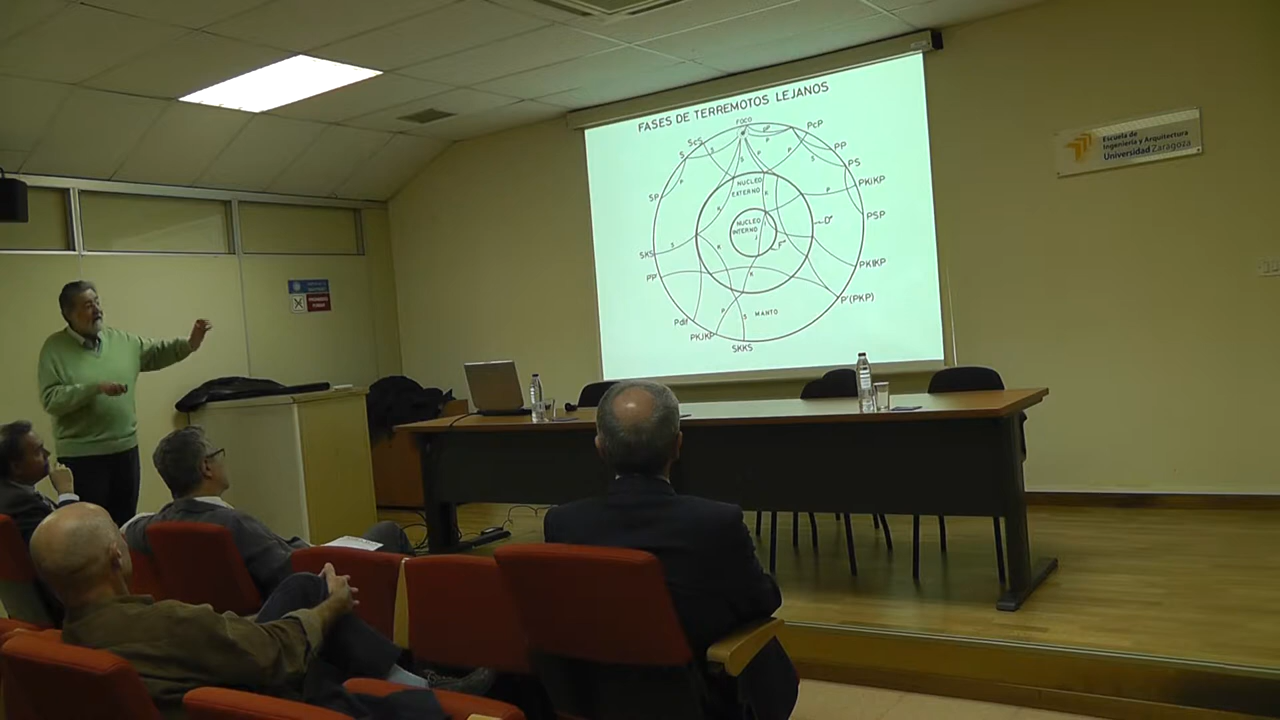 FASES DE TERREMOTOS LEJANOS
FOCO
ScS
pP
PcP
S
PP
PS
SP
PKiKP
PSP
NUCLEO
EXTERNO
NUCLEO
INTERNO
D"
F"
SKS
PP'
PKIKP
P'(PKP)
Pdif
MANTO
PKJKP
SKKS
Escuela de
Ingeniería y Arquitectura
Universidad Zaragoza